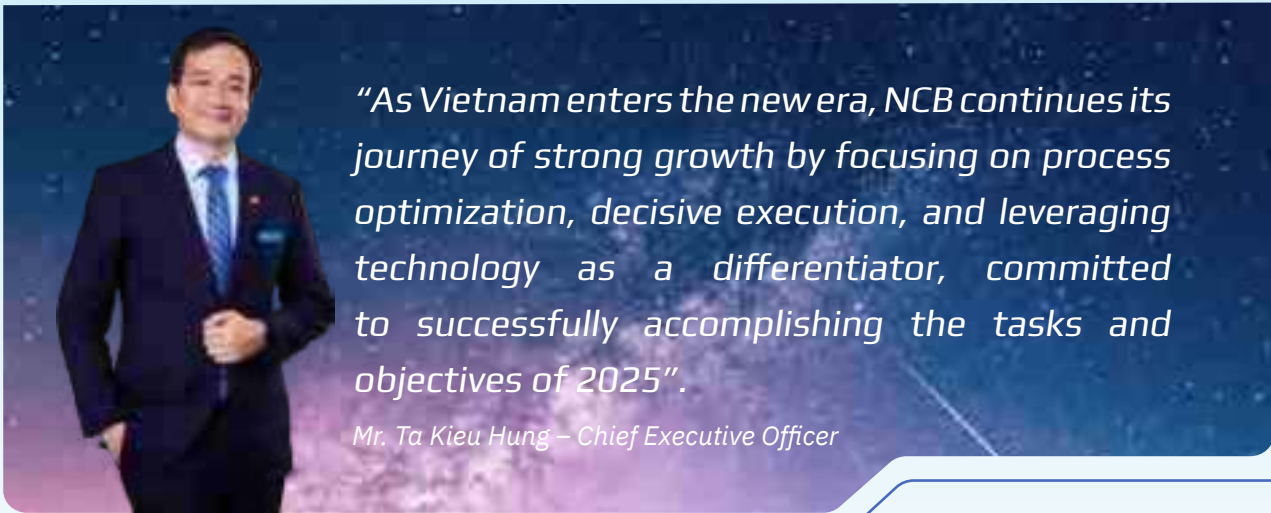 “As Vietnam enters the new era, NCB continues its
journey of strong growth by focusing on process
optimization, decisive execution, and leveraging
technology as a differentiator, committed
to successfully accomplishing the tasks and
objectives of 2025”.
Mr. Ta Kieu Hung – Chief Executive Officer